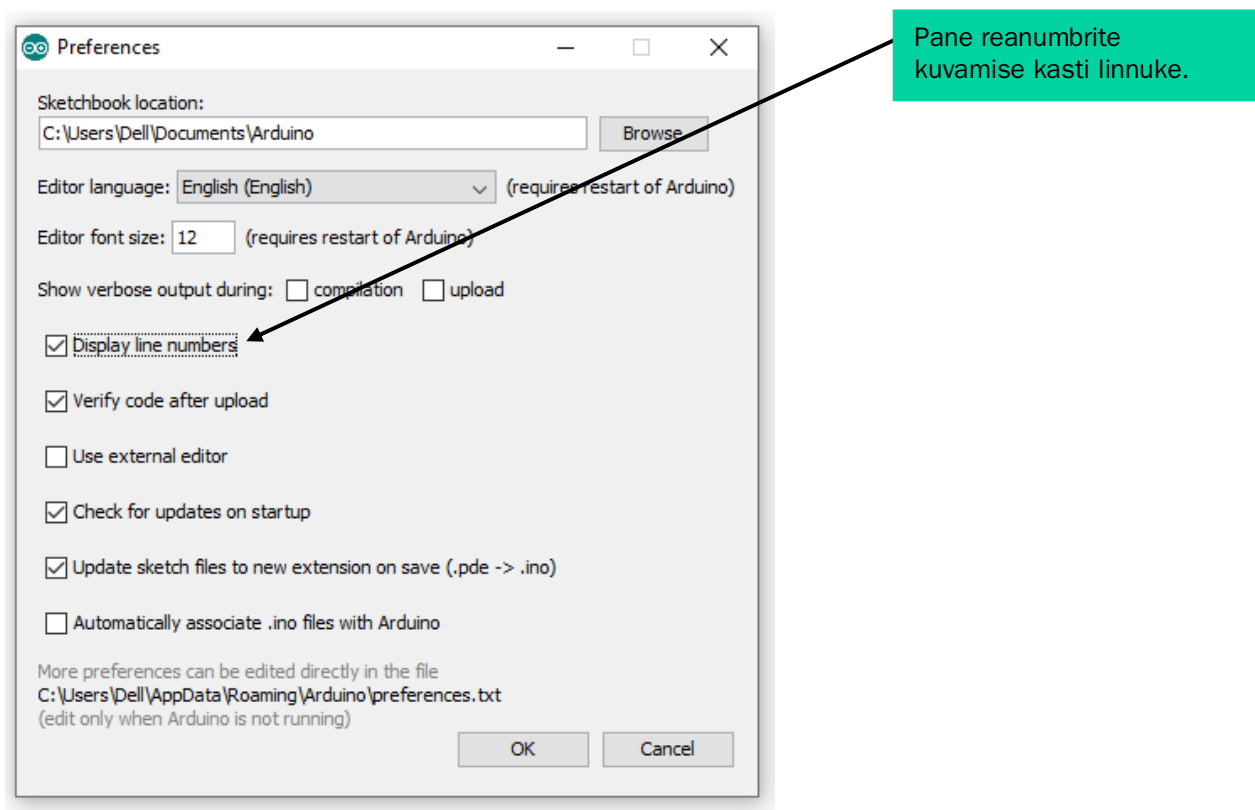 Preferences
Pane reanumbrite
kuvamise kasti linnuke.
Sketchbook location:
C:\Users\Dell\Documents\Arduino
Browse
Editor language: English (English) (requires restart of Arduino)
Editor font size: 12 (requires restart of Arduino)
Show verbose output during: compilation upload
Display line numbers
Verify code after upload
Use external editor
Check for updates on startup
Update sketch files to new extension on save (.pde -> .ino)
Automatically associate .ino files with Arduino
More preferences can be edited directly in the file
C:\Users\Dell\AppData\Roaming\Arduino\preferences.txt
(edit only when Arduino is not running)
OK Cancel